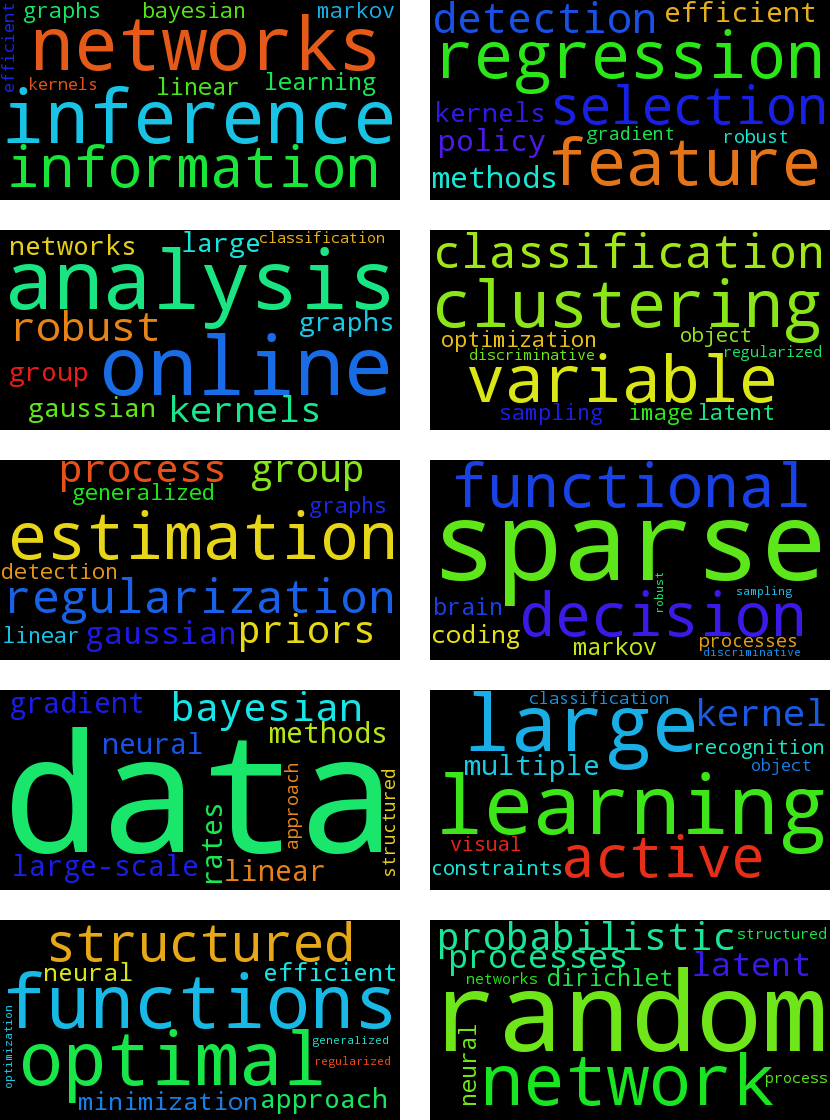 graphs bayesian markov
efficient
networks
kernels linear learning
inference
information
detection efficient
regression
kernels selection
policy gradient robust
methods feature
networks large classification
analysis
robust graphs
group online
gaussian kernels
classification
clustering
optimization object
discriminative regularized
variable
sampling image latent
process group
generalized graphs
estimation
detection
regularization
linear gaussian priors
functional
sparse
robust sampling
brain decision
coding
markov processes
discriminative
gradient bayesian
neural methods
data
rates approach structured
large-scale linear
classification
large kernel
multiple recognition
object
learning
visual active
constraints
structured
neural efficient
functions
optimization
optimal generalized
regularized
minimization approach
probabilistic structured
processes latent
networks dirichlet
random
neural network process